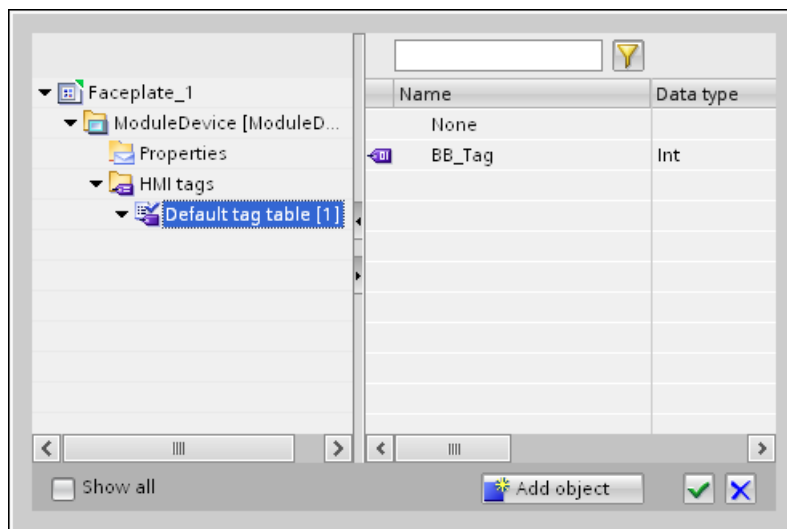 Faceplate_1
ModuleDevice [ModuleD...
Properties
HMI tags
Default tag table [1]
Name Data type
None
BB_Tag Int
Show all
Add object